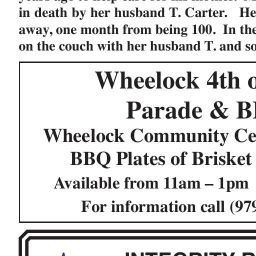 in death by her husband T. Carter. He
away, one month from being 100. In the
on the couch with her husband T. and so
Wheelock 4th
Parade &
Wheelock Community
BBQ Plates of Brisket
Available from 11am – 1pm
For information call (979
INTEGRITY